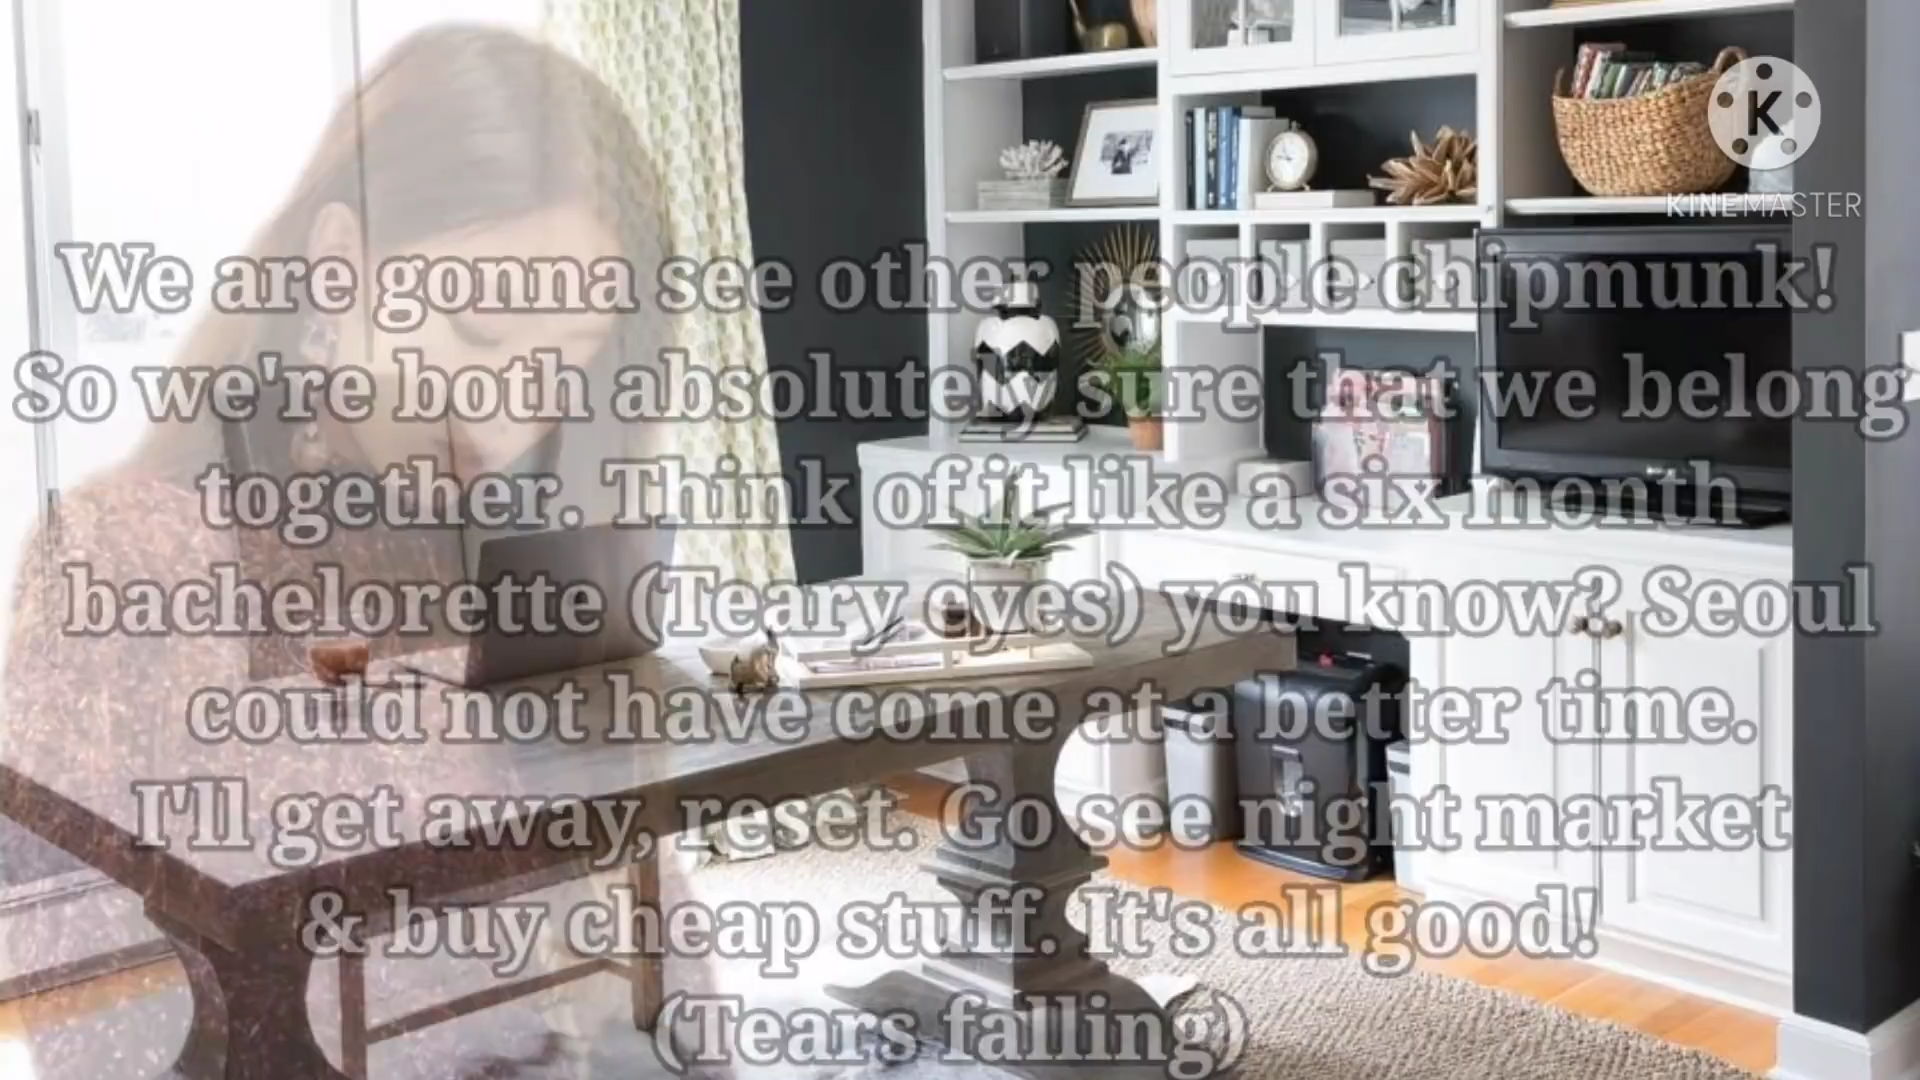 K
KINEMASTER
We are gonna see other people chipmunk!
So we're both absolutely sure that we belong
together. Think of it like a six month
bachelorette (Teary eyes) you know? Seoul
could not have come at a better time.
I'll get away, reset. Go see night market
& buy cheap stuff. It's all good!
(Tears falling)